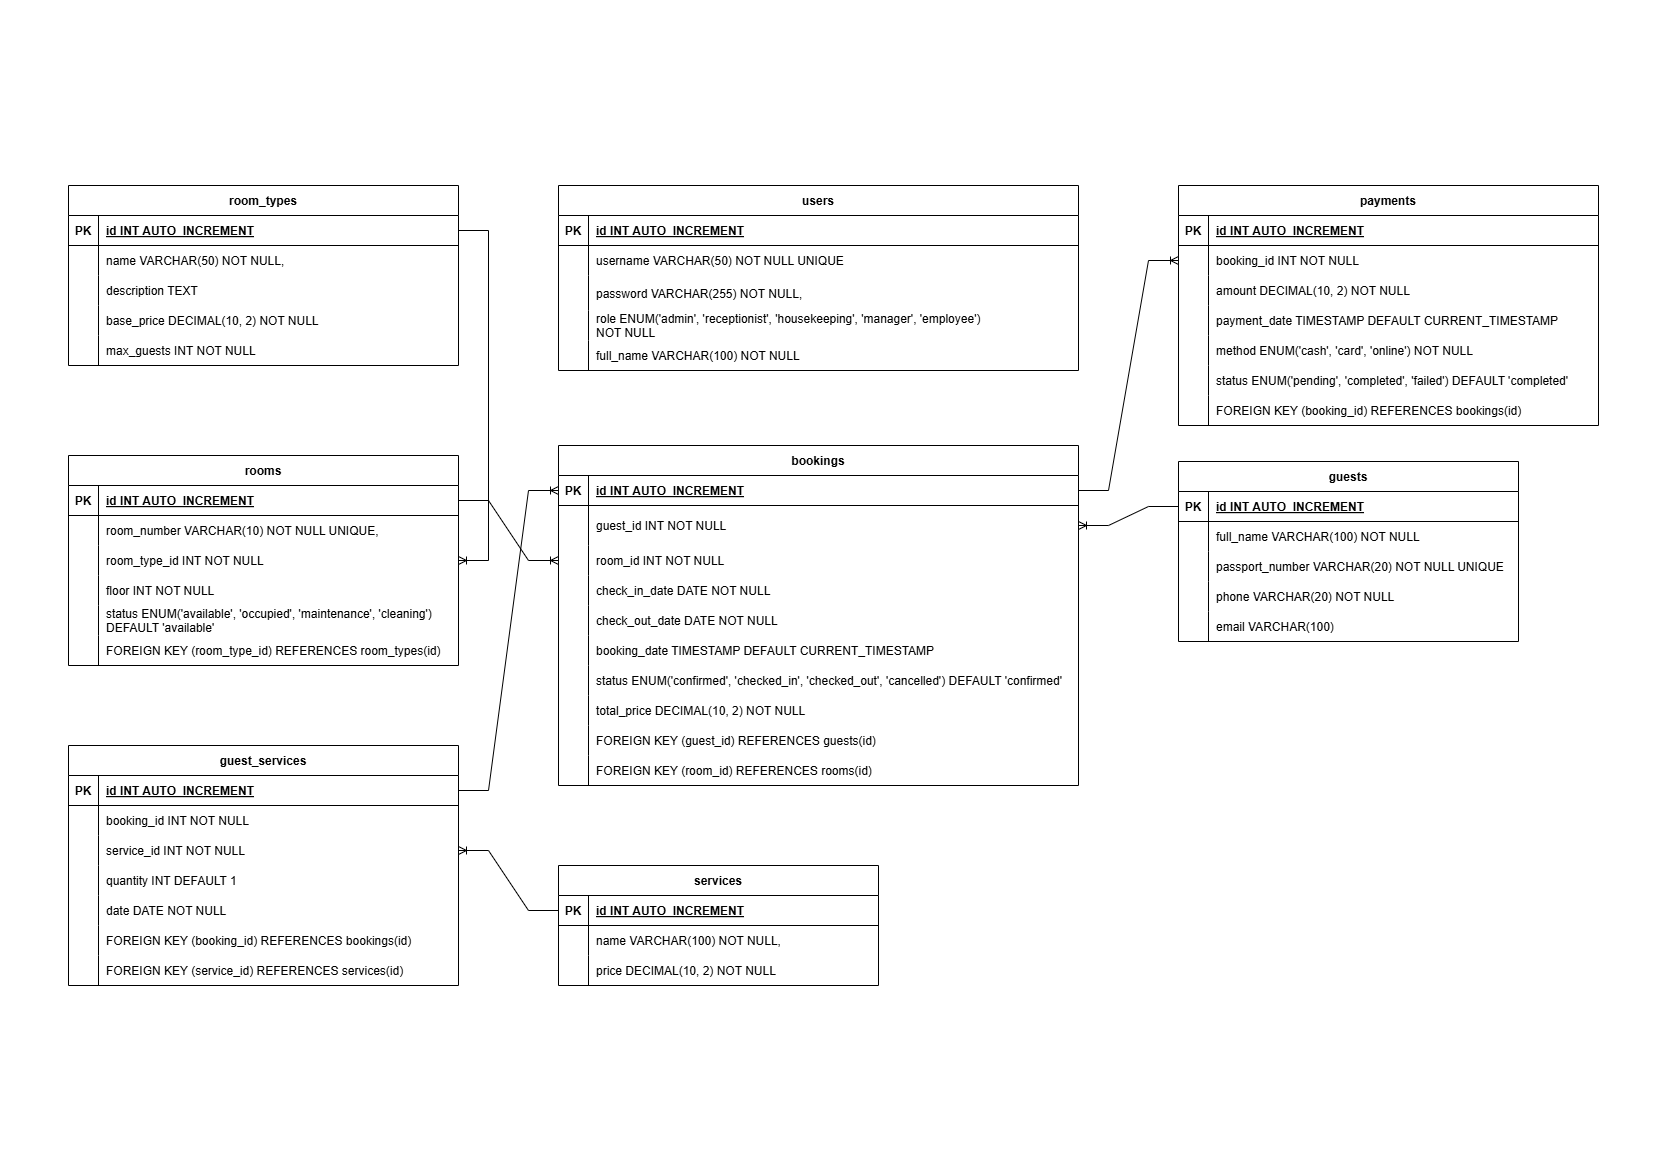 room_types
PK id INT AUTO_INCREMENT
name VARCHAR(50) NOT NULL,
description TEXT
base_price DECIMAL(10, 2) NOT NULL
max_guests INT NOT NULL
users
PK id INT AUTO_INCREMENT
username VARCHAR(50) NOT NULL UNIQUE
password VARCHAR(255) NOT NULL,
role ENUM('admin', 'receptionist', 'housekeeping', 'manager', 'employee')
NOT NULL
full_name VARCHAR(100) NOT NULL
payments
PK id INT AUTO_INCREMENT
booking_id INT NOT NULL
amount DECIMAL(10, 2) NOT NULL
payment_date TIMESTAMP DEFAULT CURRENT_TIMESTAMP
method ENUM('cash', 'card', 'online') NOT NULL
status ENUM('pending', 'completed', 'failed') DEFAULT 'completed'
FOREIGN KEY (booking_id) REFERENCES bookings(id)
rooms
PK id INT AUTO_INCREMENT
room_number VARCHAR(10) NOT NULL UNIQUE,
room_type_id INT NOT NULL
floor INT NOT NULL
status ENUM('available', 'occupied', 'maintenance', 'cleaning')
DEFAULT 'available'
FOREIGN KEY (room_type_id) REFERENCES room_types(id)
bookings
PK id INT AUTO_INCREMENT
guest_id INT NOT NULL
room_id INT NOT NULL
check_in_date DATE NOT NULL
check_out_date DATE NOT NULL
booking_date TIMESTAMP DEFAULT CURRENT_TIMESTAMP
status ENUM('confirmed', 'checked_in', 'checked_out', 'cancelled') DEFAULT 'confirmed'
total_price DECIMAL(10, 2) NOT NULL
FOREIGN KEY (guest_id) REFERENCES guests(id)
FOREIGN KEY (room_id) REFERENCES rooms(id)
guests
PK id INT AUTO_INCREMENT
full_name VARCHAR(100) NOT NULL
passport_number VARCHAR(20) NOT NULL UNIQUE
phone VARCHAR(20) NOT NULL
email VARCHAR(100)
guest_services
PK id INT AUTO_INCREMENT
booking_id INT NOT NULL
service_id INT NOT NULL
quantity INT DEFAULT 1
date DATE NOT NULL
FOREIGN KEY (booking_id) REFERENCES bookings(id)
FOREIGN KEY (service_id) REFERENCES services(id)
services
PK id INT AUTO_INCREMENT
name VARCHAR(100) NOT NULL,
price DECIMAL(10, 2) NOT NULL